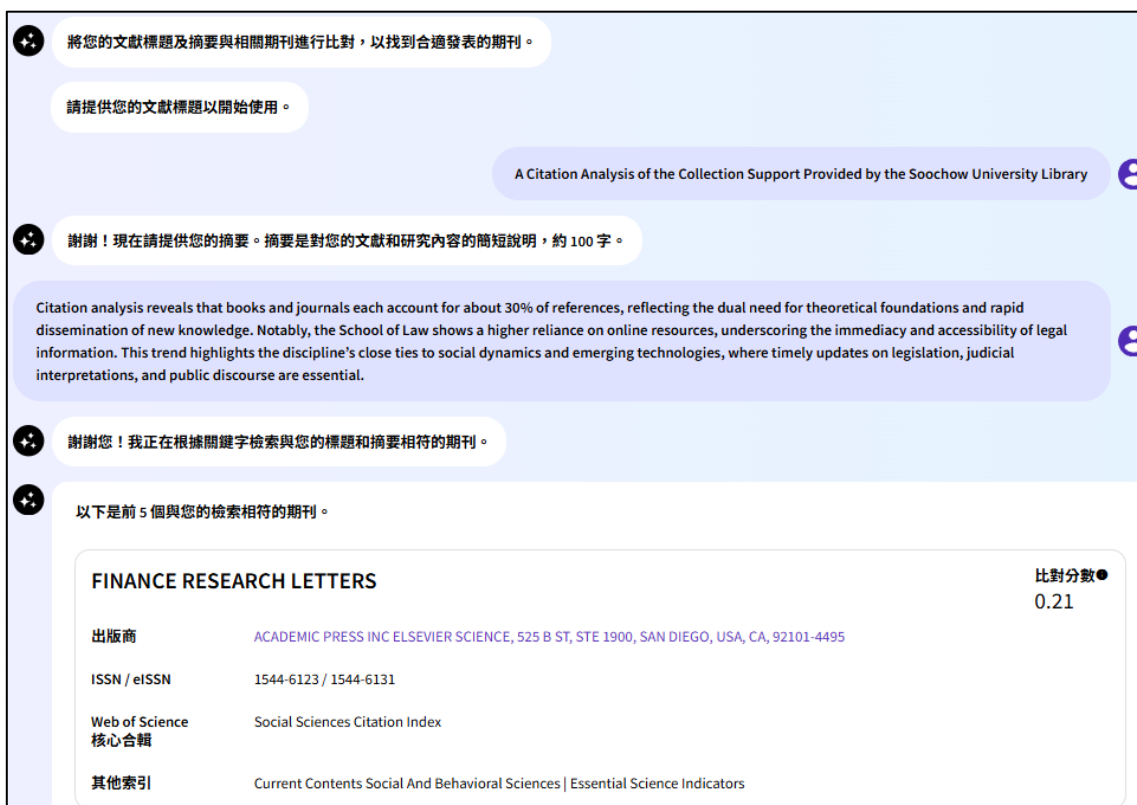 將您的文獻標題及摘要與相關期刊進行比對，以找到合適發表的期刊。
請提供您的文獻標題以開始使用。
A Citation Analysis of the Collection Support Provided by the Soochow University Library
謝謝！現在請提供您的摘要。摘要是對您的文獻和研究內容的簡短說明，約 100 字。
Citation analysis reveals that books and journals each account for about 30% of references, reflecting the dual need for theoretical foundations and rapid
dissemination of new knowledge. Notably, the School of Law shows a higher reliance on online resources, underscoring the immediacy and accessibility of legal
information. This trend highlights the discipline’s close ties to social dynamics and emerging technologies, where timely updates on legislation, judicial
interpretations, and public discourse are essential.
謝謝您！我正在根據關鍵字檢索與您的標題和摘要相符的期刊。
以下是前 5 個與您的檢索相符的期刊。
FINANCE RESEARCH LETTERS
比對分數
0.21
出版商 ACADEMIC PRESS INC ELSEVIER SCIENCE, 525 B ST, STE 1900, SAN DIEGO, USA, CA, 92101-4495
ISSN / eISSN 1544-6123 / 1544-6131
Web of Science Social Sciences Citation Index
核心合輯
其他索引 Current Contents Social And Behavioral Sciences | Essential Science Indicators